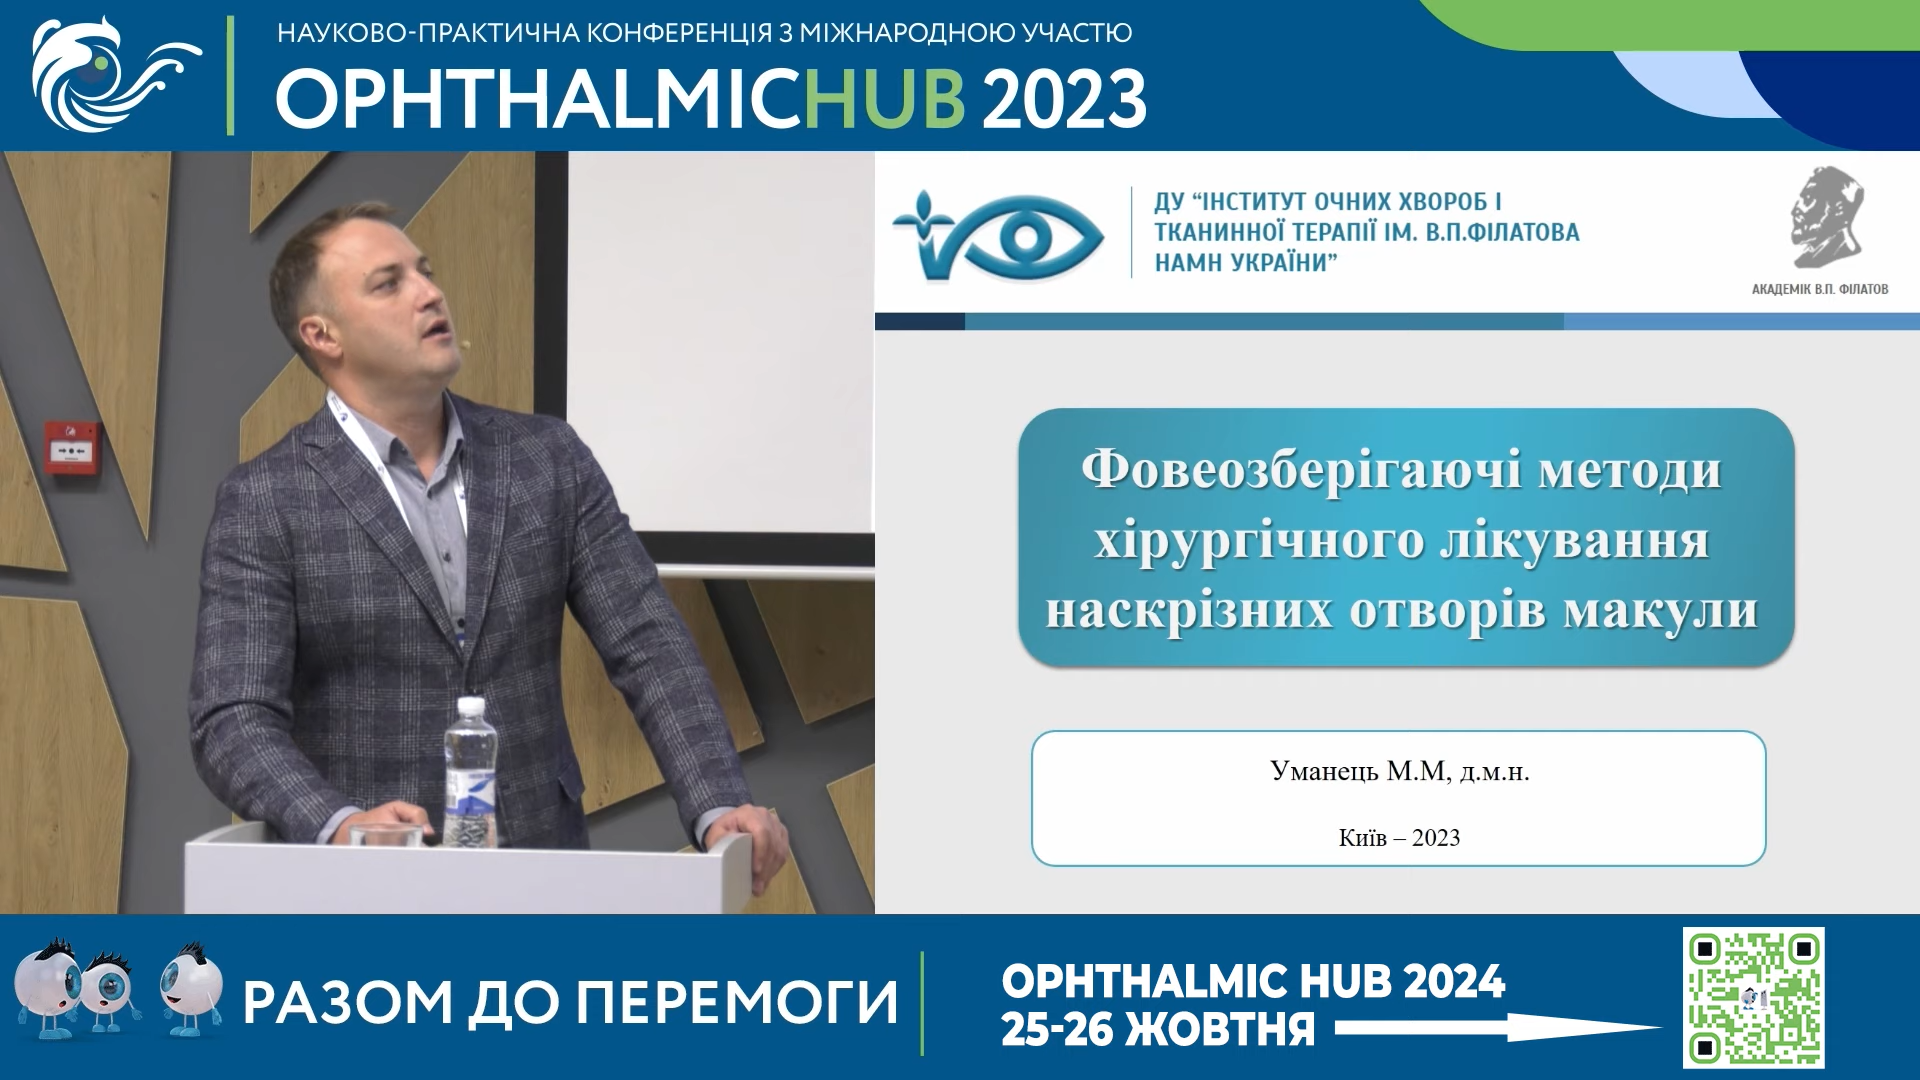 НАУКОВО-ПРАКТИЧНА КОНФЕРЕНЦІЯ З МІЖНАРОДНОЮ УЧАСТЮ
OPHTHALMICHUB 2023
ДУ “ІНСТИТУТ ОЧНИХ ХВОРОБ І
ТКАНИННОЇ ТЕРАПІЇ ІМ. В.П.ФІЛАТОВА
НАМН УКРАЇНИ”
АКАДЕМІК В.П. ФІЛАТОВ
Фовеозберігаючі методи
хірургічного лікування
наскрізних отворів макули
Уманець М.М, д.м.н.
Київ – 2023
РАЗОМ ДО ПЕРЕМОГИ
OPHTHALMIC HUB 2024
25-26 ЖОВТНЯ